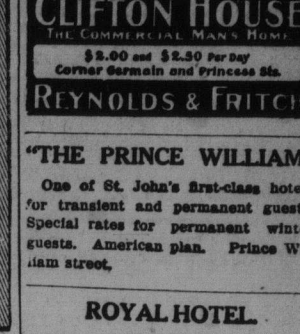 CLIFTON HOUSE
THE COMMERCIAL MAN'S HOME
$2.00 and $2.50 Per Day
Corner Germain and Princess Sts.
REYNOLDS & FRITCH
"THE PRINCE WILLIAM
One of St. John's first-class hote
for transient and permanent guest
Special rates for permanent wint
guests. American plan. Prince W
liam street,
ROYAL HOTEL.